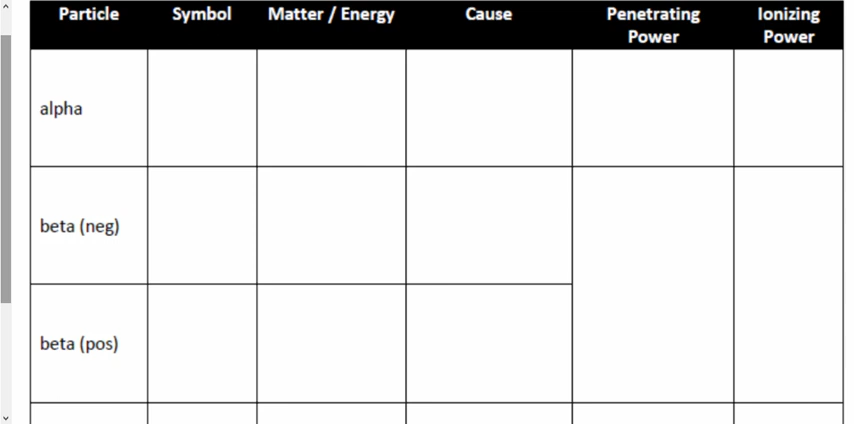 Particle Symbol Matter / Energy Cause Penetrating Power Ionizing Power
alpha
beta (neg)
beta (pos)